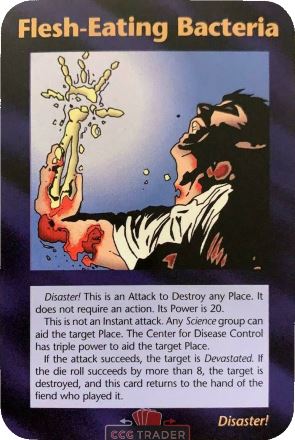 Flesh-Eating Bacteria
Disaster! This is an Attack to Destroy any Place. It
does not require an action. Its Power is 20.
This is not an Instant attack. Any Science group can
aid the target Place. The Center for Disease Control
has triple power to aid the target Place.
If the attack succeeds, the target is Devastated. If
the die roll succeeds by more than 8, the target is
destroyed, and this card returns to the hand of the
fiend who played it.
Disaster!
CCG TRADER